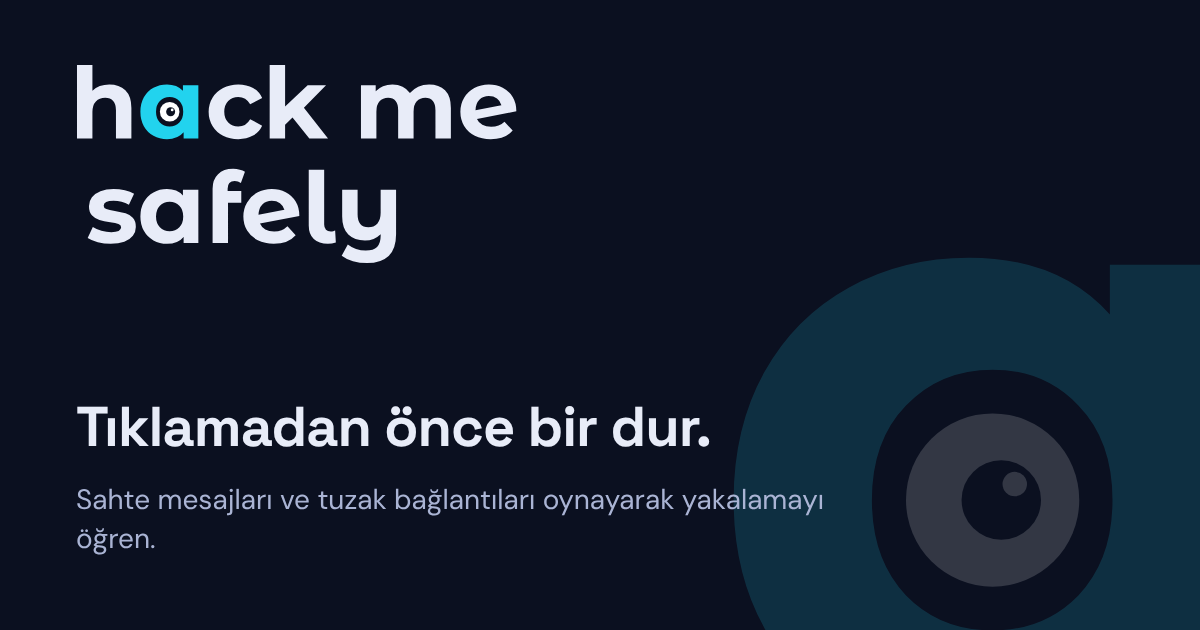 hack me
safely
Tıklamadan önce bir dur.
Sahte mesajları ve tuzak bağlantıları oynayarak yakalamayı
öğren.